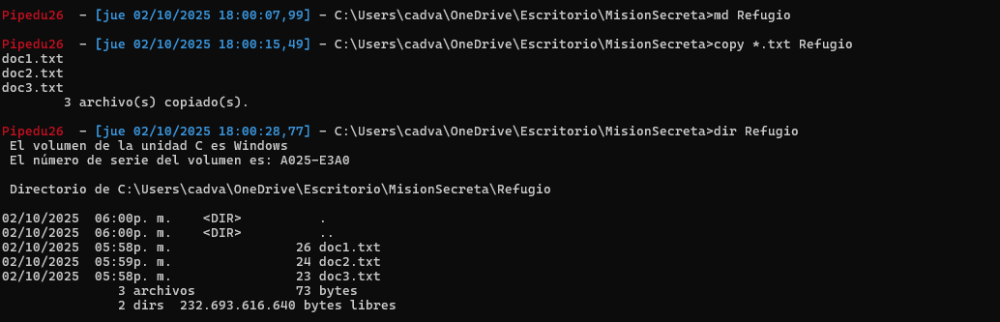 Pipedu26 - [jue 02/10/2025 18:00:07,99] - C:\Users\cadva\OneDrive\Escritorio\MisionSecreta>md Refugio
Pipedu26 - [jue 02/10/2025 18:00:15,49] - C:\Users\cadva\OneDrive\Escritorio\MisionSecreta>copy *.txt Refugio
doc1.txt
doc2.txt
doc3.txt
3 archivo(s) copiado(s).
Pipedu26 - [jue 02/10/2025 18:00:28,77] - C:\Users\cadva\OneDrive\Escritorio\MisionSecreta>dir Refugio
El volumen de la unidad C es Windows
El número de serie del volumen es: A025-E3A0
Directorio de C:\Users\cadva\OneDrive\Escritorio\MisionSecreta\Refugio
02/10/2025 06:00p. m. <DIR> .
02/10/2025 06:00p. m. <DIR> ..
02/10/2025 05:58p. m. 26 doc1.txt
02/10/2025 05:59p. m. 24 doc2.txt
02/10/2025 05:58p. m. 23 doc3.txt
3 archivos 73 bytes
2 dirs 232.693.616.640 bytes libres